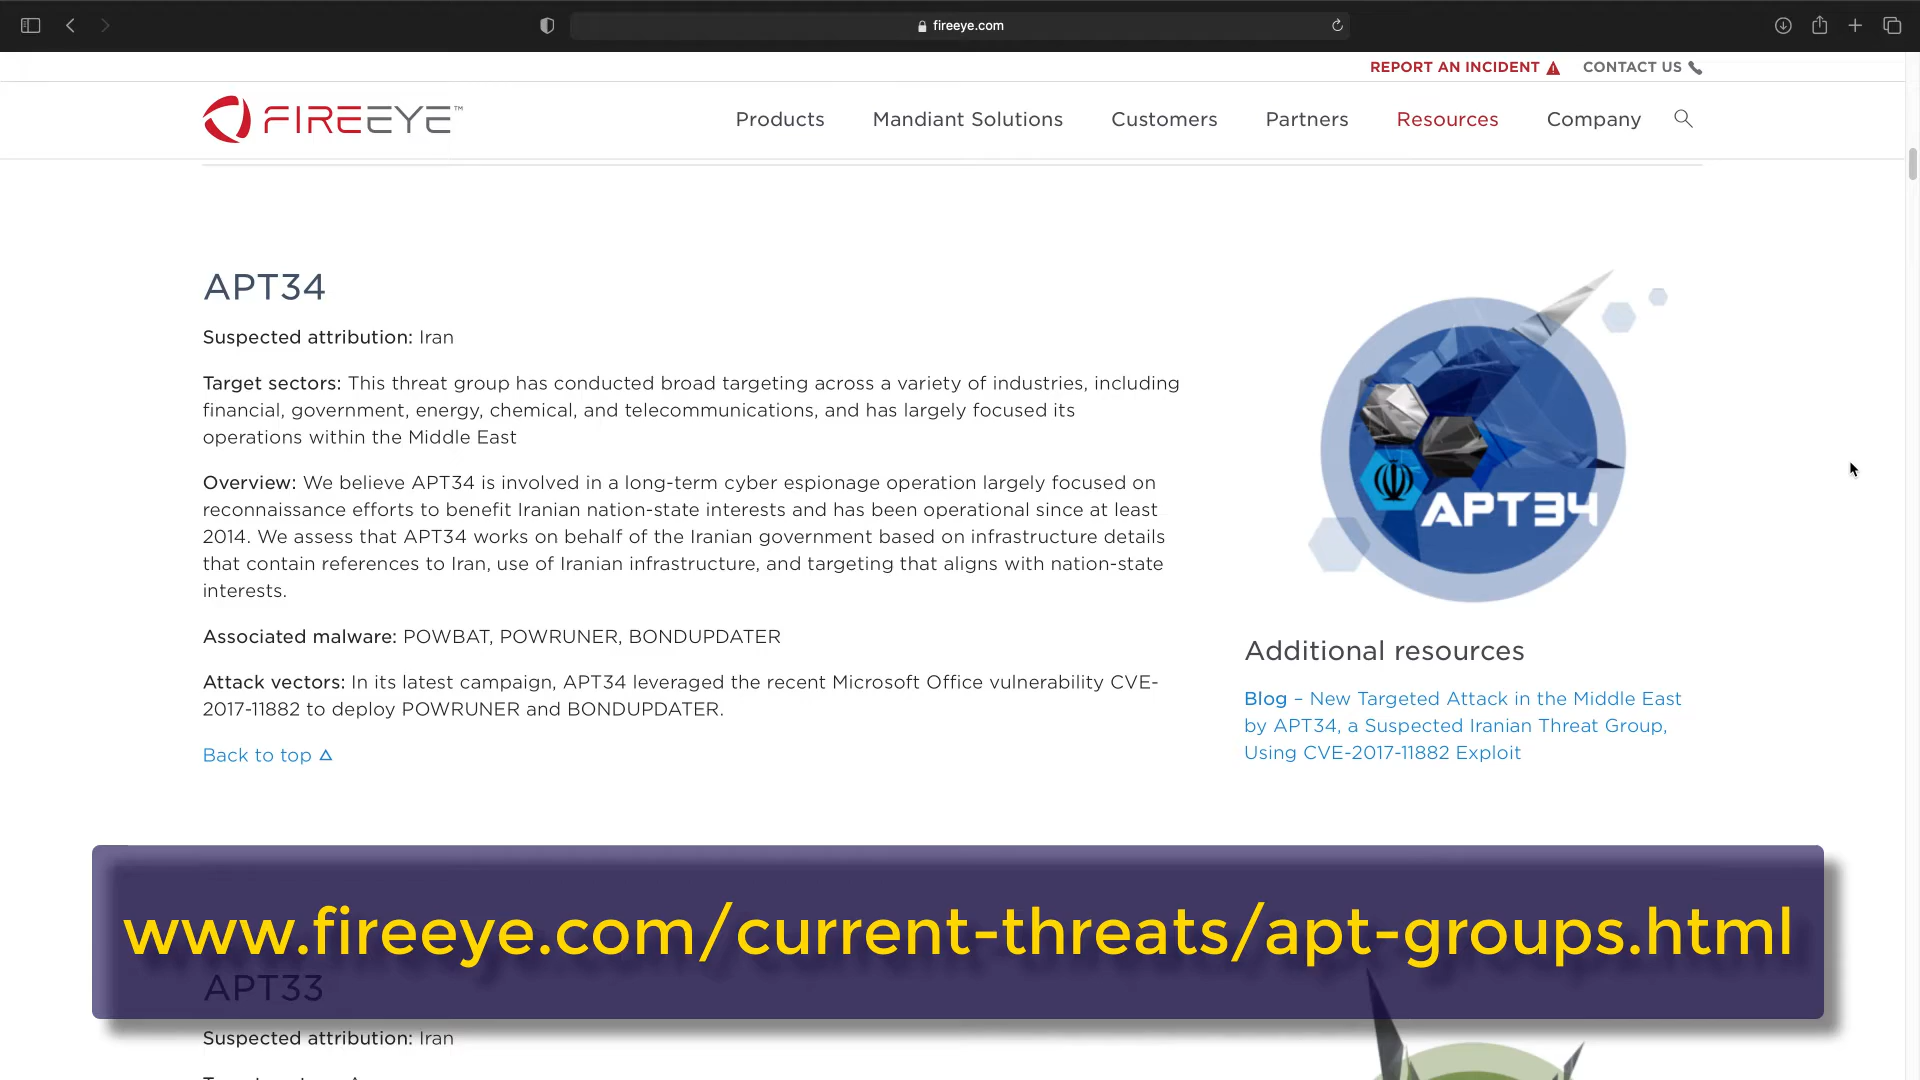 fireeye.com
REPORT AN INCIDENT CONTACT US
FIREEYE™
Products Mandiant Solutions Customers Partners Resources Company
APT34
Suspected attribution: Iran
Target sectors: This threat group has conducted broad targeting across a variety of industries, including
financial, government, energy, chemical, and telecommunications, and has largely focused its
operations within the Middle East
Overview: We believe APT34 is involved in a long-term cyber espionage operation largely focused on
reconnaissance efforts to benefit Iranian nation-state interests and has been operational since at least
2014. We assess that APT34 works on behalf of the Iranian government based on infrastructure details
that contain references to Iran, use of Iranian infrastructure, and targeting that aligns with nation-state
interests.
Associated malware: POWBAT, POWRUNER, BONDUPDATER
Attack vectors: In its latest campaign, APT34 leveraged the recent Microsoft Office vulnerability CVE-
2017-11882 to deploy POWRUNER and BONDUPDATER.
Back to top
APT34
Additional resources
Blog – New Targeted Attack in the Middle East
by APT34, a Suspected Iranian Threat Group,
Using CVE-2017-11882 Exploit
www.fireeye.com/current-threats/apt-groups.html
APT33
Suspected attribution: Iran